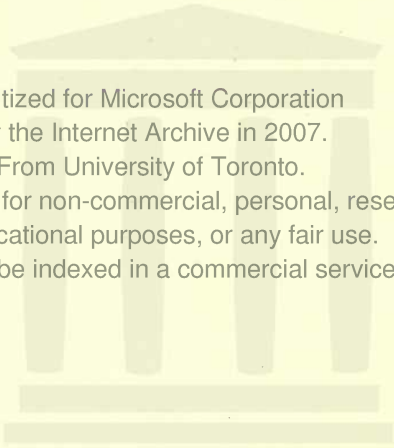 tized for Microsoft Corporation
the Internet Archive in 2007.
From University of Toronto.
for non-commercial, personal, rese
cational purposes, or any fair use.
be indexed in a commercial service